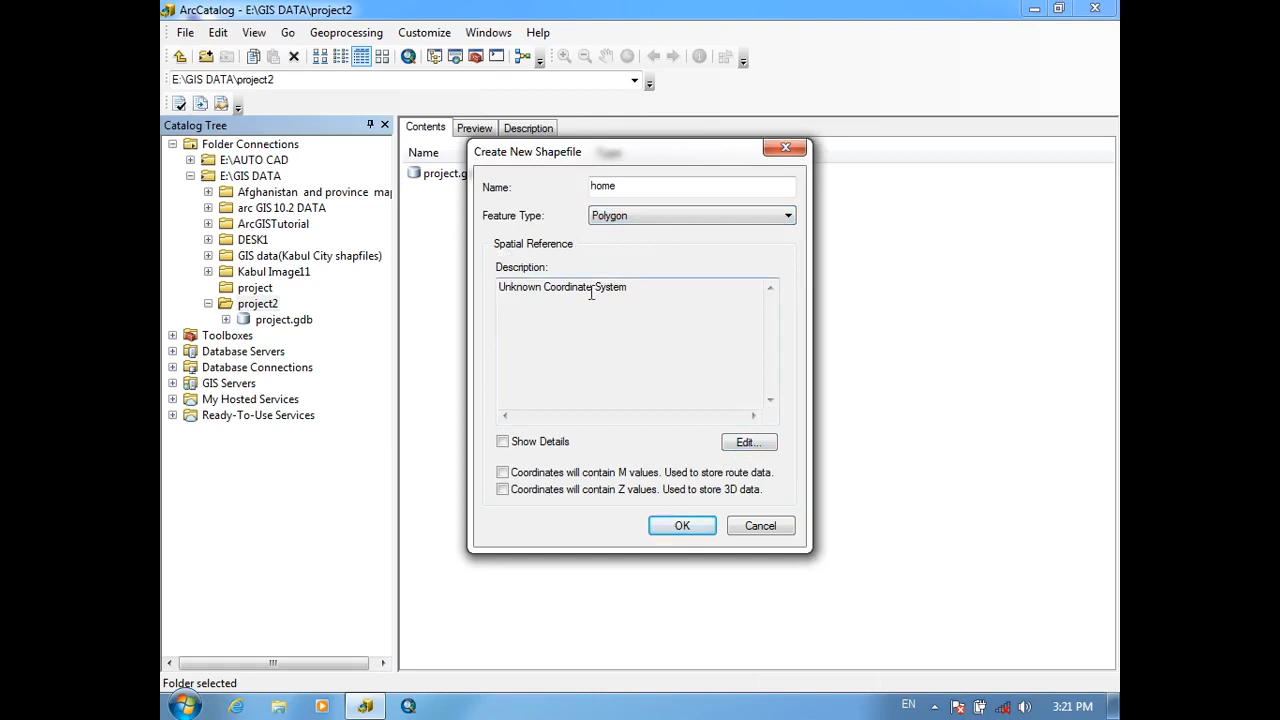 ArcCatalog - E:\GIS DATA\project2
File Edit View Go Geoprocessing Customize Windows Help
E:\GIS DATA\project2
Catalog Tree
Folder Connections
E:\AUTO CAD
E:\GIS DATA
Afghanistan and province ma
arc GIS 10.2 DATA
ArcGISTutorial
DESK1
GIS data(Kabul City shapfiles)
Kabul Image11
project
project2
project.gdb
Toolboxes
Database Servers
Database Connections
GIS Servers
My Hosted Services
Ready-To-Use Services
Contents Preview Description
Name Type
project.g
Create New Shapefile
Name: home
Feature Type: Polygon
Spatial Reference
Description:
Unknown Coordinate System
Show Details Edit...
Coordinates will contain M values. Used to store route data.
Coordinates will contain Z values. Used to store 3D data.
OK Cancel
Folder selected
EN 3:21 PM